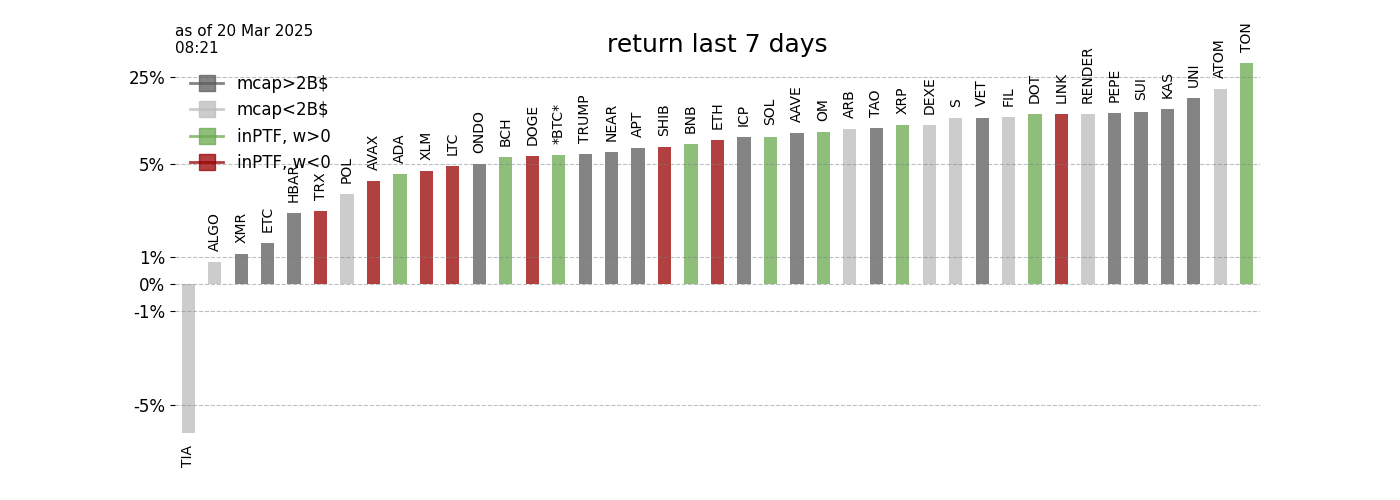 as of 20 Mar 2025
08:21
return last 7 days
mcap>2B$
mcap<2B$
inPTF, w>0
inPTF, w<0
25%
5%
1%
0%
-1%
-5%
TIA
ALGO
XMR
ETC
HBAR
TRX
POL
AVAX
ADA
XLM
LTC
ONDO
BCH
DOGE
*BTC*
TRUMP
NEAR
APT
SHIB
BNB
ETH
ICP
SOL
AAVE
OM
ARB
TAO
XRP
DEXE
S
VET
FIL
DOT
LINK
RENDER
PEPE
SUI
KAS
UNI
ATOM
TON